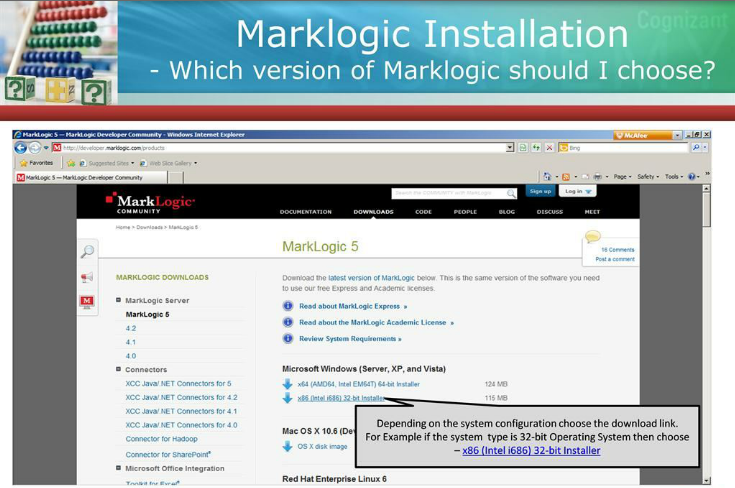 Cognizant
Marklogic Installation
- Which version of Marklogic should I choose?
MarkLogic 5 — MarkLogic Developer Community - Windows Internet Explorer
McAfee
http://developer.marklogic.com/products
Bing
Favorites
Suggested Sites
Web Slice Gallery
MarkLogic 5 — MarkLogic Developer Community
Page
Safety
Tools
MarkLogic
COMMUNITY
Sign up
Log in
DOCUMENTATION DOWNLOADS CODE PEOPLE BLOG DISCUSS MEET
Home > Downloads > MarkLogic 5
MarkLogic 5
16 Comments
Post a comment
MARKLOGIC DOWNLOADS
MarkLogic Server
MarkLogic 5
4.2
4.1
4.0
Connectors
XCC Java/.NET Connectors for 5
XCC Java/.NET Connectors for 4.2
XCC Java/.NET Connectors for 4.1
XCC Java/.NET Connectors for 4.0
Connector for Hadoop
Connector for SharePoint®
Microsoft Office Integration
Toolkit for Excel®
Download the latest version of MarkLogic below. This is the same version of the software you need
to use our free Express and Academic licenses.
Read about MarkLogic Express »
Read about the MarkLogic Academic License »
Review System Requirements »
Microsoft Windows (Server, XP, and Vista)
x64 (AMD64, Intel EM64T) 64-bit Installer 124 MB
x86 (Intel i686) 32-bit Installer 115 MB
Mac OS X 10.6 (De
OS X disk image
Red Hat Enterprise Linux 6
Depending on the system configuration choose the download link.
For Example if the system type is 32-bit Operating System then choose
– x86 (Intel i686) 32-bit Installer